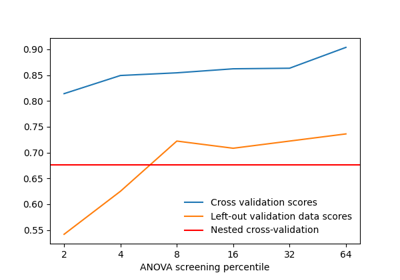 0.90
0.85
0.80
0.75
0.70
0.65
0.60
0.55
Cross validation scores
Left-out validation data scores
Nested cross-validation
2 4 8 16 32 64
ANOVA screening percentile